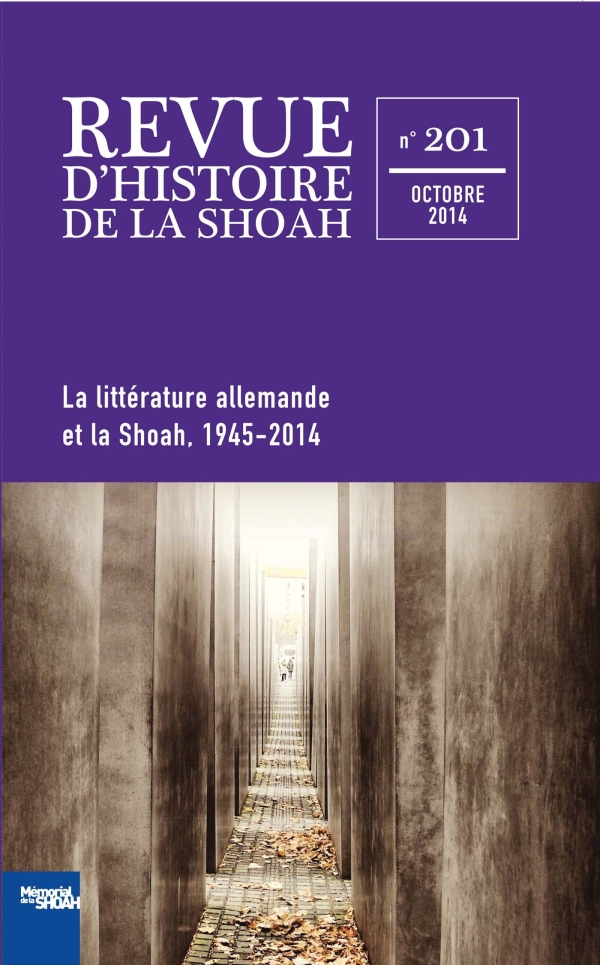 REVUE
D'HISTOIRE
DE LA SHOAH
n° 201
OCTOBRE
2014
La littérature allemande
et la Shoah, 1945-2014
Mémorial
de la SHOAH